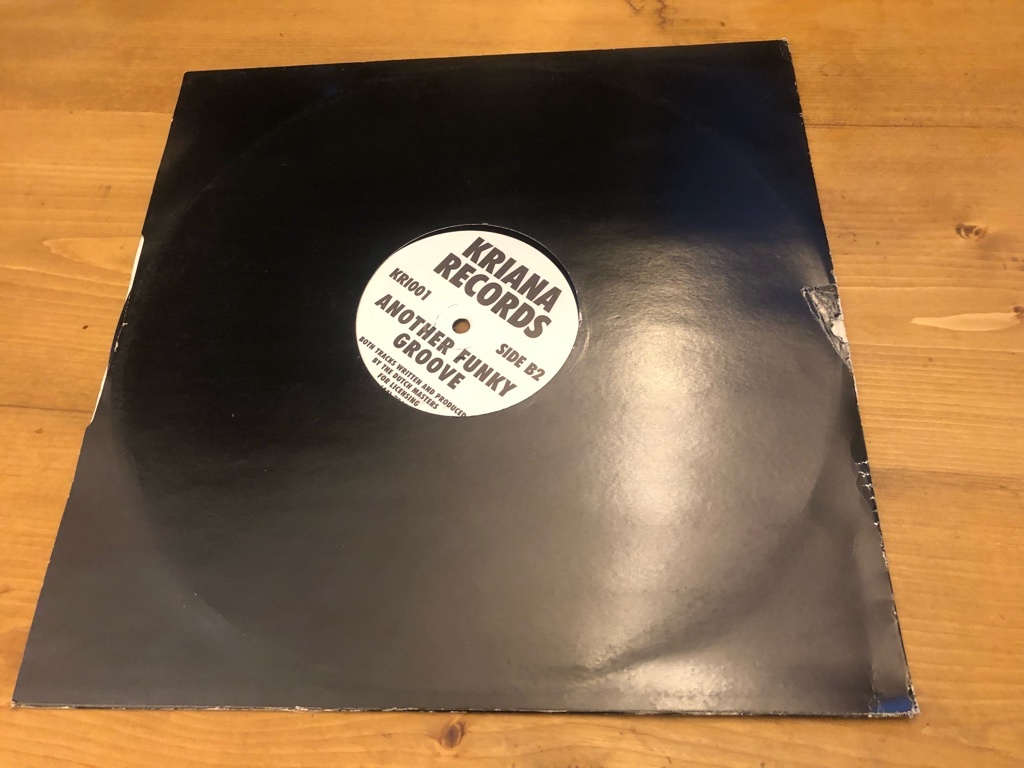 KRIANA
RECORDS
KRI001
SIDE B2
ANOTHER FUNKY
GROOVE
BOTH TRACKS WRITTEN AND PRODUCED
BY THE DUTCH MASTERS
FOR LICENSING